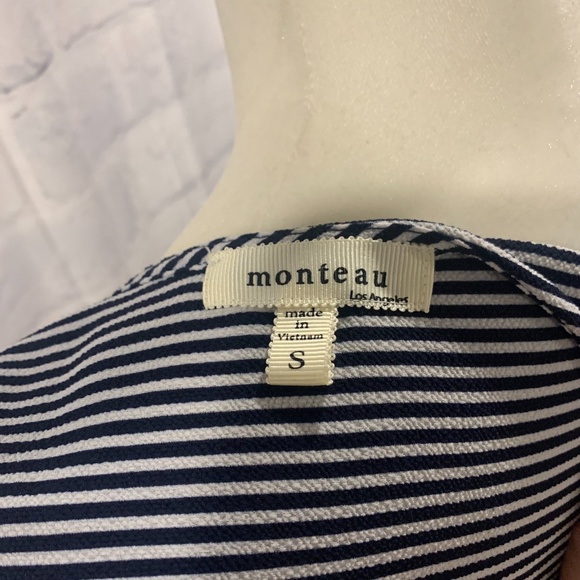 monteau
Los Angeles
made
in
Vietnam
S